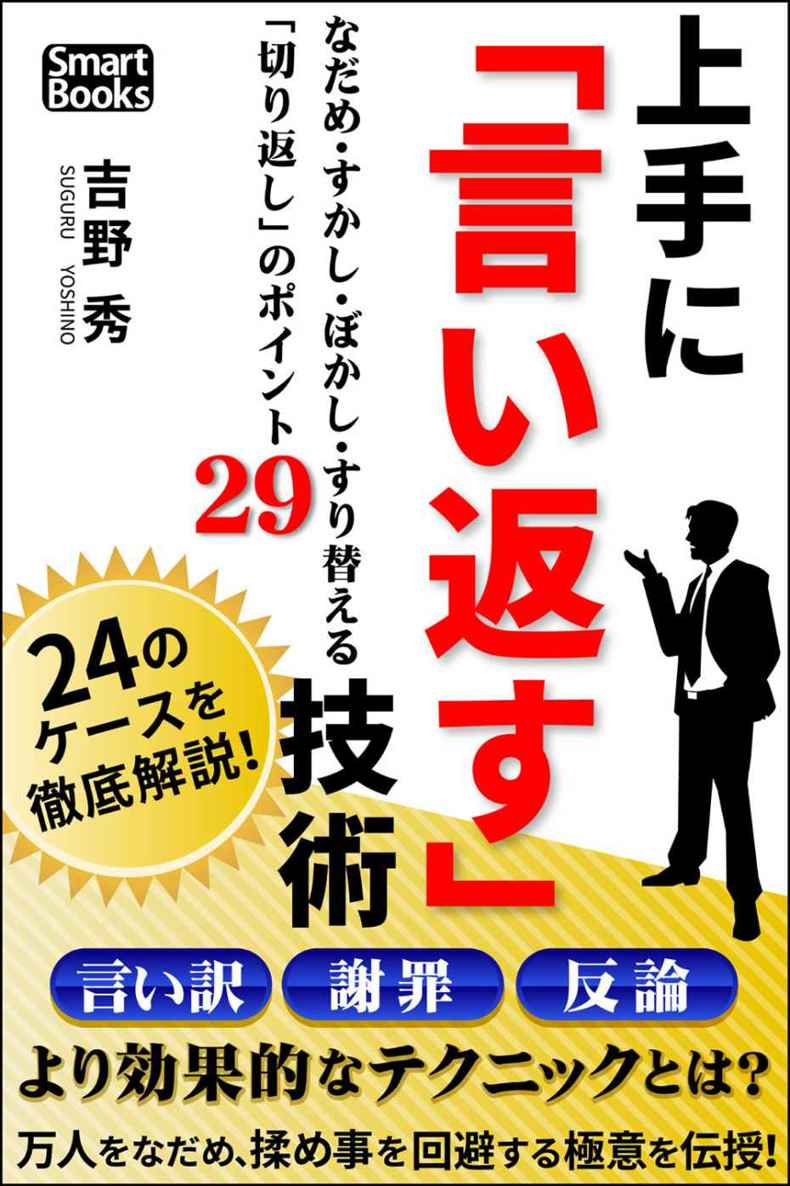 上手に
「言い返す」
技術
なだめ・すかし・ぼかし・すり替える
「切り返し」のポイント
29
Smart
Books
吉野 秀
SUGURU YOSHINO
24の
ケースを
徹底解説!
言い訳
謝罪
反論
より効果的なテクニックとは?
万人をなだめ、揉め事を回避する極意を伝授!